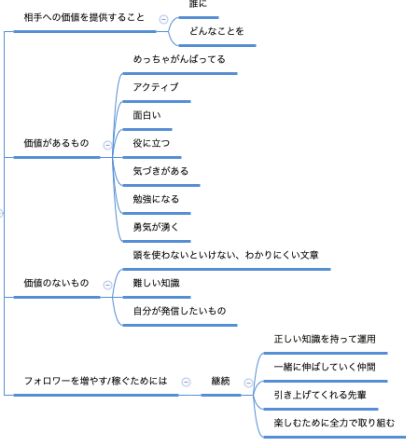 誰に
相手への価値を提供すること
どんなことを
めっちゃがんばってる
アクティブ
面白い
価値があるもの
役に立つ
気づきがある
勉強になる
勇気が湧く
頭を使わないといけない、わかりにくい文章
価値のないもの
難しい知識
自分が発信したいもの
正しい知識を持って運用
一緒に伸ばしていく仲間
フォロワーを増やす/稼ぐためには
継続
引き上げてくれる先輩
楽しむために全力で取り組む